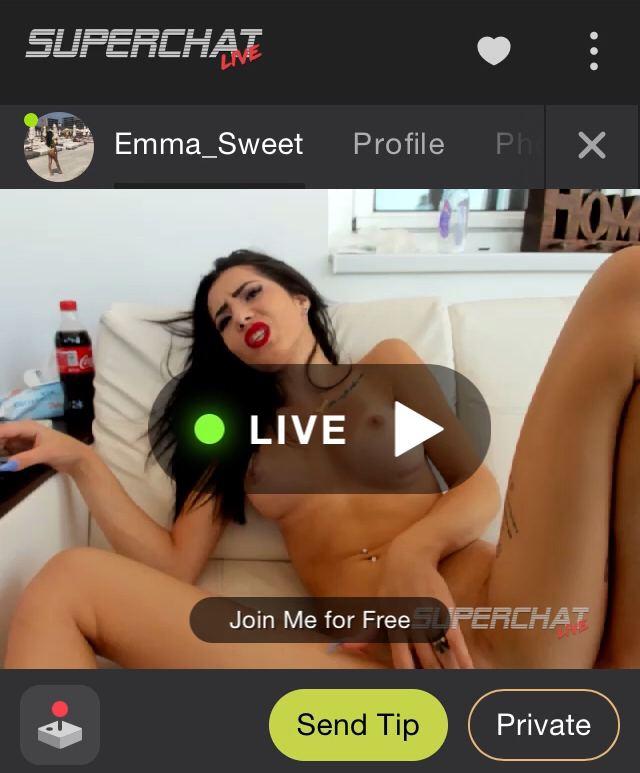 SUPERCHAT
LIVE
Emma_Sweet Profile Ph
HOM
LIVE
Join Me for Free
SUPERCHAT
LIVE
Send Tip Private